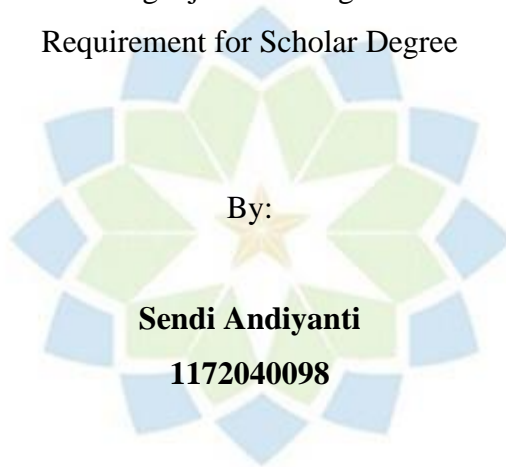 Requirement for Scholar Degree
By:
Sendi Andiyanti
1172040098